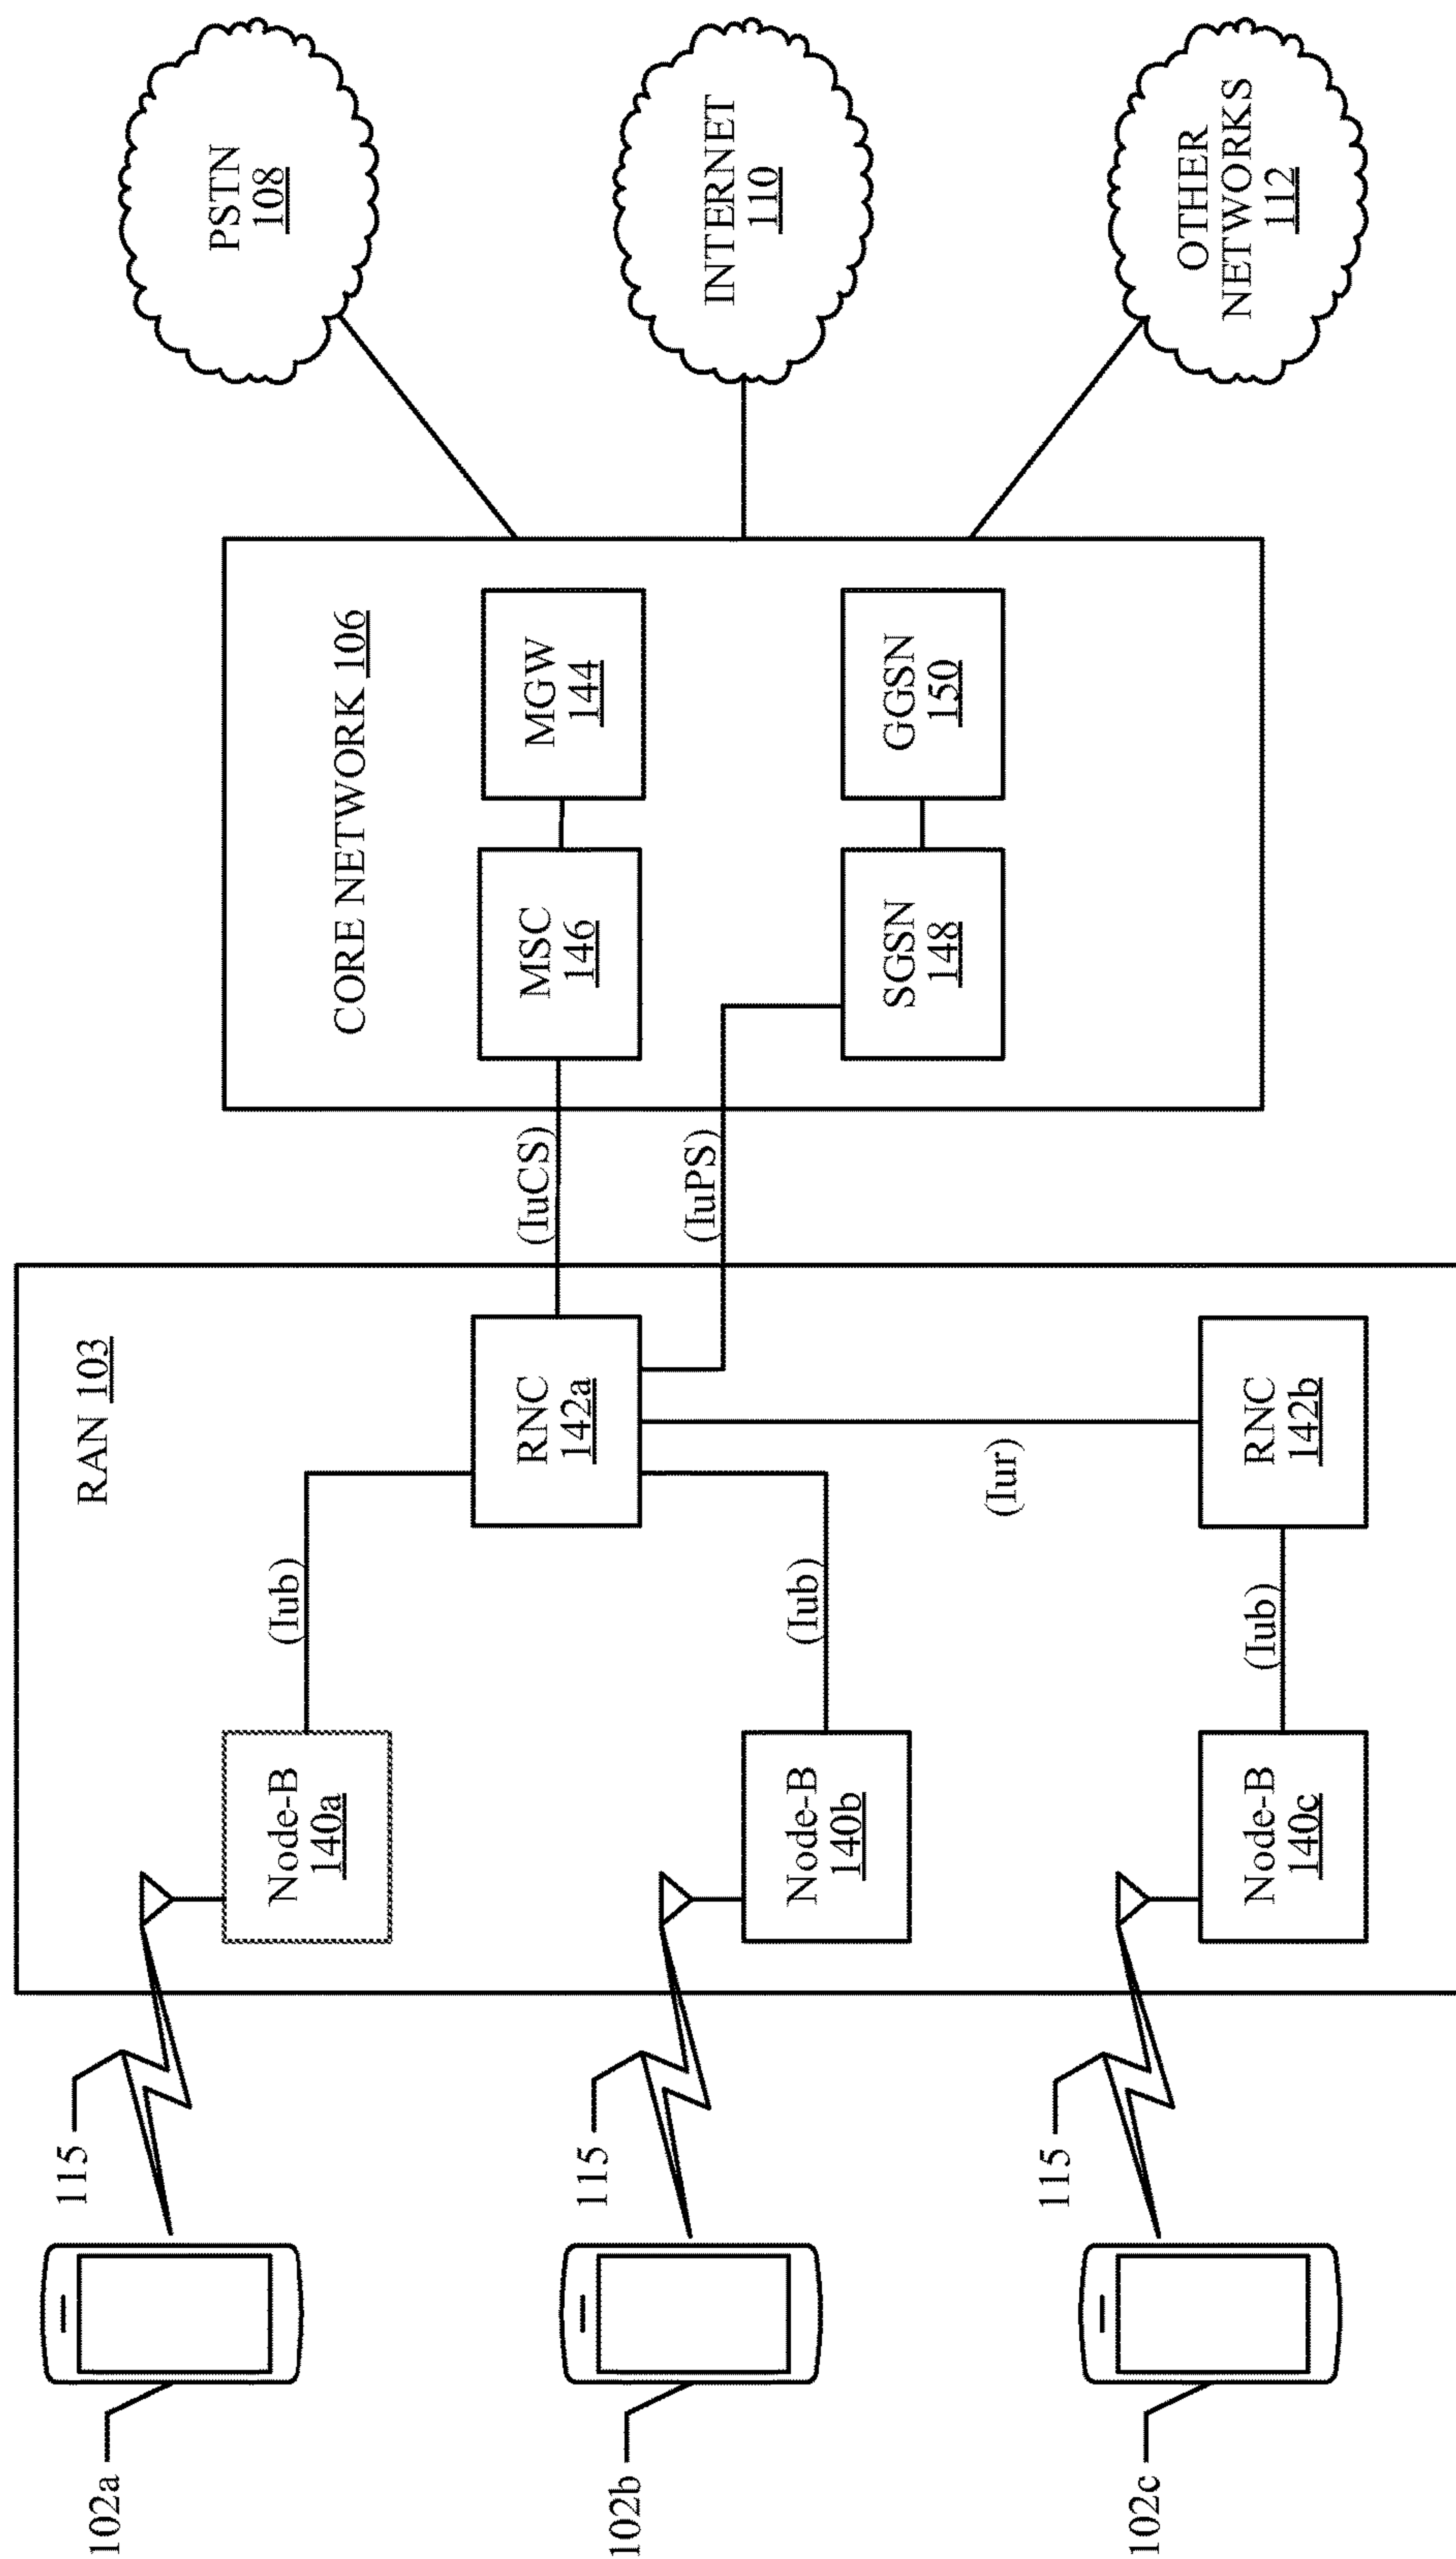 102a
115
Node-B
140a
(Iub)
RAN 103
102b
115
Node-B
140b
(Iub)
RNC
142a
(Iur)
102c
115
Node-B
140c
(Iub)
RNC
142b
(IuCS)
(IuPS)
CORE NETWORK 106
MSC
146
MGW
144
SGSN
148
GGSN
150
PSTN
108
INTERNET
110
OTHER
NETWORKS
112